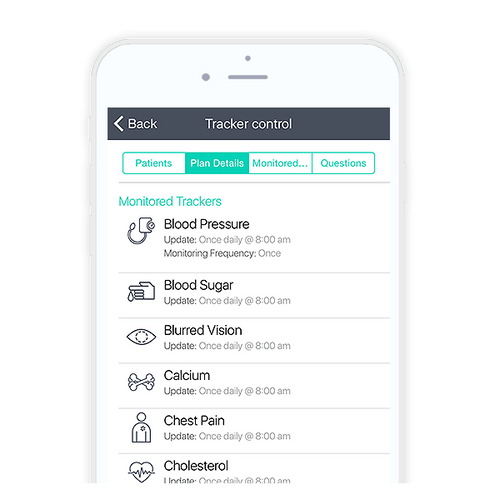 Back
Tracker control
Patients
Plan Details
Monitored...
Questions
Monitored Trackers
Blood Pressure
Update: Once daily @ 8:00 am
Monitoring Frequency: Once
Blood Sugar
Update: Once daily @ 8:00 am
Blurred Vision
Update: Once daily @ 8:00 am
Calcium
Update: Once daily @ 8:00 am
Chest Pain
Update: Once daily @ 8:00 am
Cholesterol
Update: Once daily @ 8:00 am